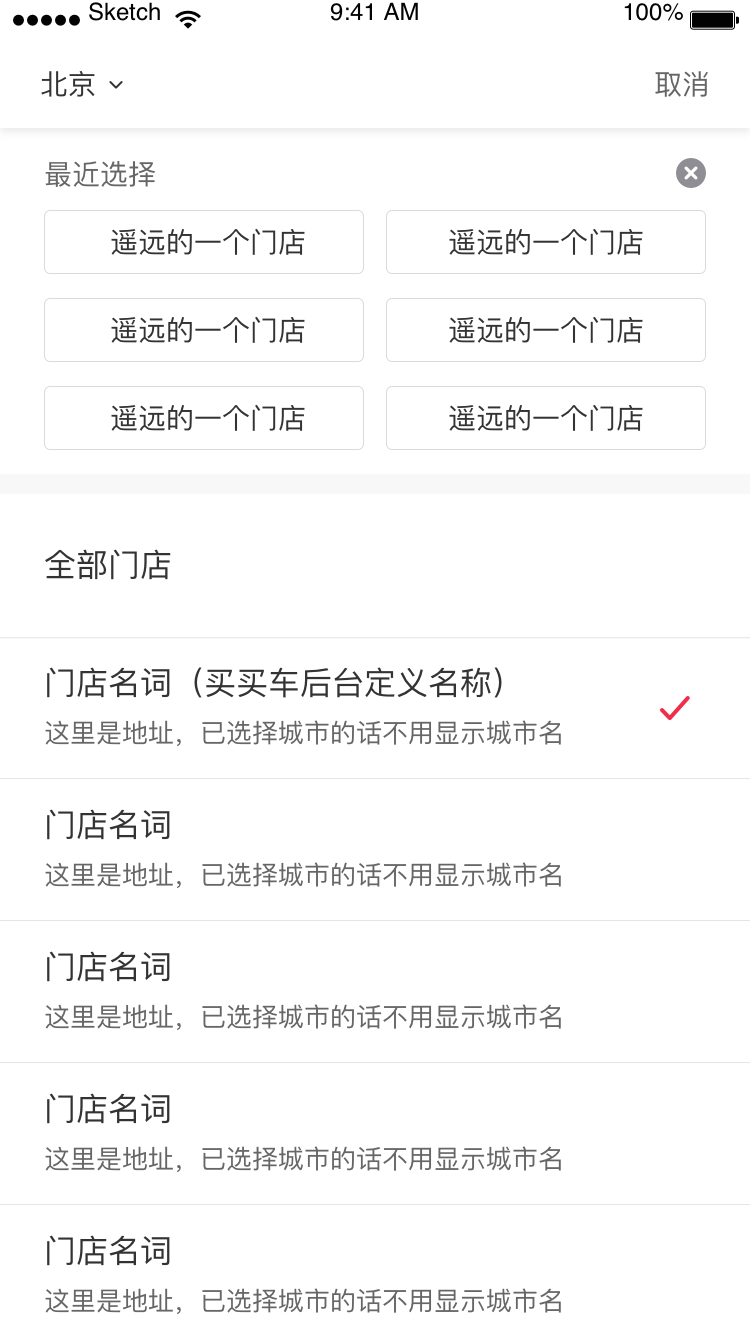 Sketch 9:41 AM 100%
北京 取消
最近选择
遥远的一个门店 遥远的一个门店
遥远的一个门店 遥远的一个门店
遥远的一个门店 遥远的一个门店
全部门店
门店名词（买买车后台定义名称）
这里是地址，已选择城市的话不用显示城市名
门店名词
这里是地址，已选择城市的话不用显示城市名
门店名词
这里是地址，已选择城市的话不用显示城市名
门店名词
这里是地址，已选择城市的话不用显示城市名
门店名词
这里是地址，已选择城市的话不用显示城市名